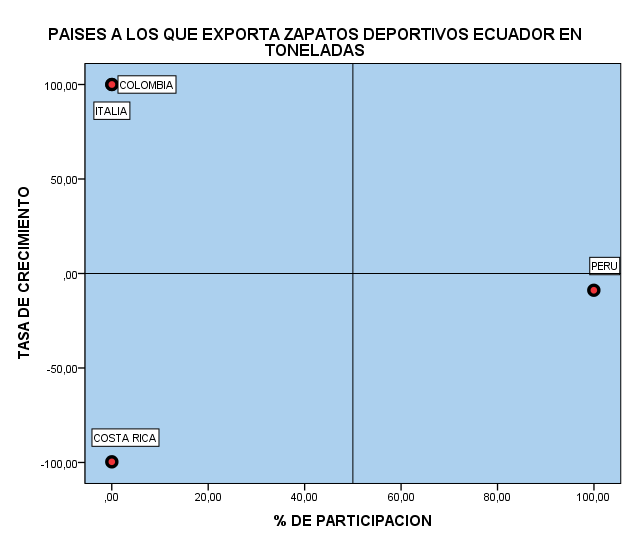 PAISES A LOS QUE EXPORTA ZAPATOS DEPORTIVOS ECUADOR EN
TONELADAS
100,00
COLOMBIA
ITALIA
50,00
PERU
,00
-50,00
COSTA RICA
-100,00
TASA DE CRECIMIENTO
,00 20,00 40,00 60,00 80,00 100,00
% DE PARTICIPACION